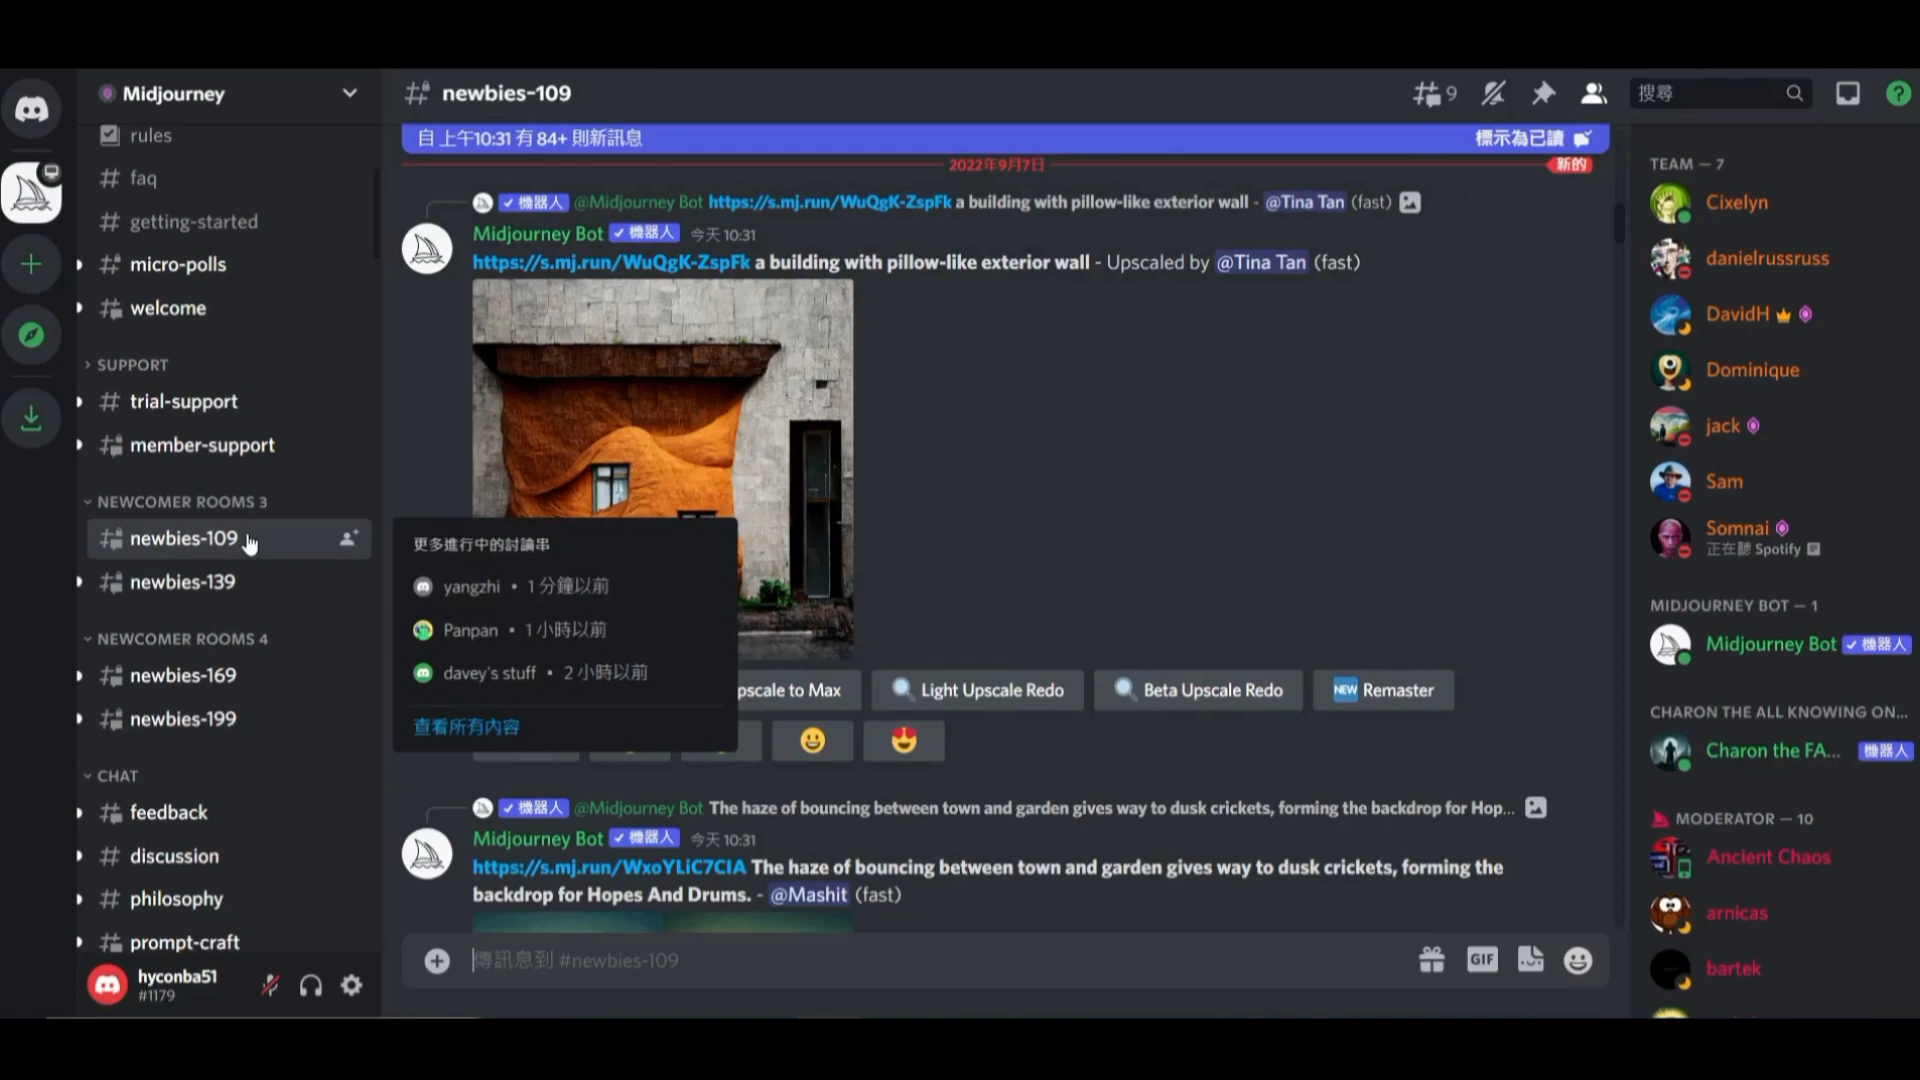 Midjourney
rules
faq
getting-started
micro-polls
welcome
SUPPORT
trial-support
member-support
NEWCOMER ROOMS 3
newbies-109
newbies-139
NEWCOMER ROOMS 4
newbies-169
newbies-199
CHAT
feedback
discussion
philosophy
prompt-craft
hyconba51
#1179
newbies-109
9
搜尋
自 上午10:31 有 84+ 則新訊息
標示為已讀
2022年9月7日
新的
機器人 @Midjourney Bot https://s.mj.run/WuQgK-ZspFk a building with pillow-like exterior wall - @Tina Tan (fast)
Midjourney Bot 機器人 今天 10:31
https://s.mj.run/WuQgK-ZspFk a building with pillow-like exterior wall - Upscaled by @Tina Tan (fast)
更多進行中的討論串
yangzhi • 1 分鐘以前
Panpan • 1 小時以前
davey's stuff • 2 小時以前
查看所有內容
pscale to Max
Light Upscale Redo
Beta Upscale Redo
NEW Remaster
機器人 @Midjourney Bot The haze of bouncing between town and garden gives way to dusk crickets, forming the backdrop for Hop...
Midjourney Bot 機器人 今天 10:31
https://s.mj.run/WxoYLiC7CIA The haze of bouncing between town and garden gives way to dusk crickets, forming the
backdrop for Hopes And Drums. - @Mashit (fast)
傳訊息到 #newbies-109
GIF
TEAM — 7
Cixelyn
danielrussruss
DavidH
Dominique
jack
Sam
Somnai
正在聽 Spotify
MIDJOURNEY BOT — 1
Midjourney Bot 機器人
CHARON THE ALL KNOWING ON...
Charon the FA... 機器人
MODERATOR — 10
Ancient Chaos
arnicas
bartek